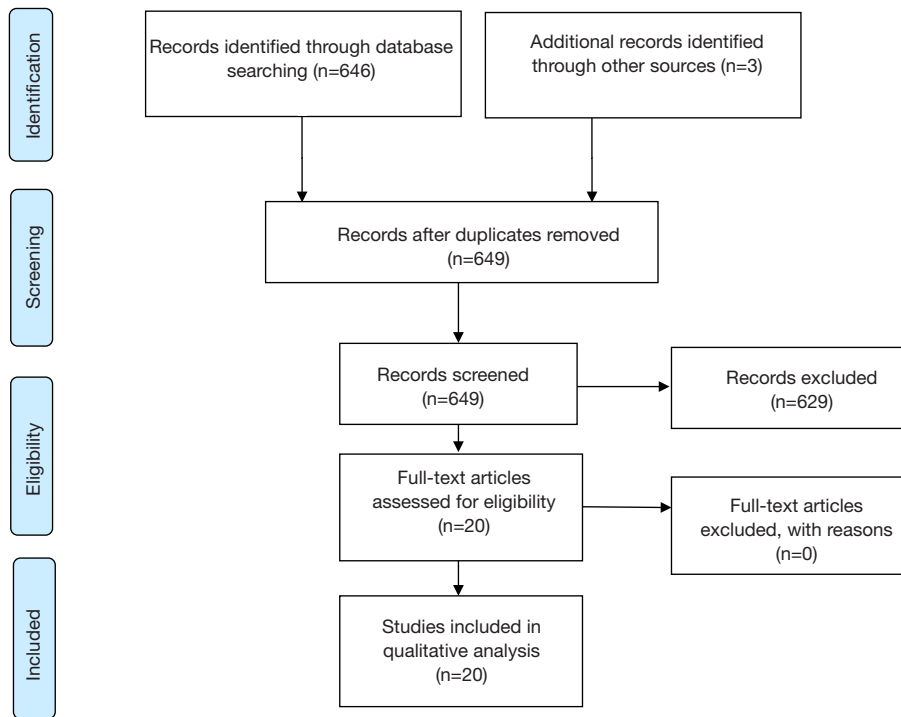 Identification
Records identified through database
searching (n=646)
Additional records identified
through other sources (n=3)
Screening
Records after duplicates removed
(n=649)
Records screened
(n=649)
Records excluded
(n=629)
Eligibility
Full-text articles
assessed for eligibility
(n=20)
Full-text articles
excluded, with reasons
(n=0)
Included
Studies included in
qualitative analysis
(n=20)